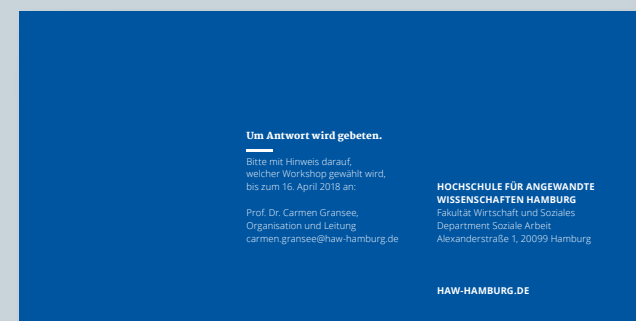 Um Antwort wird gebeten.
Bitte mit Hinweis darauf,
welcher Workshop gewählt wird,
bis zum 16. April 2018 an:
Prof. Dr. Carmen Gransee,
Organisation und Leitung
carmen.gransee@haw-hamburg.de
HOCHSCHULE FÜR ANGEWANDTE
WISSENSCHAFTEN HAMBURG
Fakultät Wirtschaft und Soziales
Department Soziale Arbeit
Alexanderstraße 1, 20099 Hamburg
HAW-HAMBURG.DE